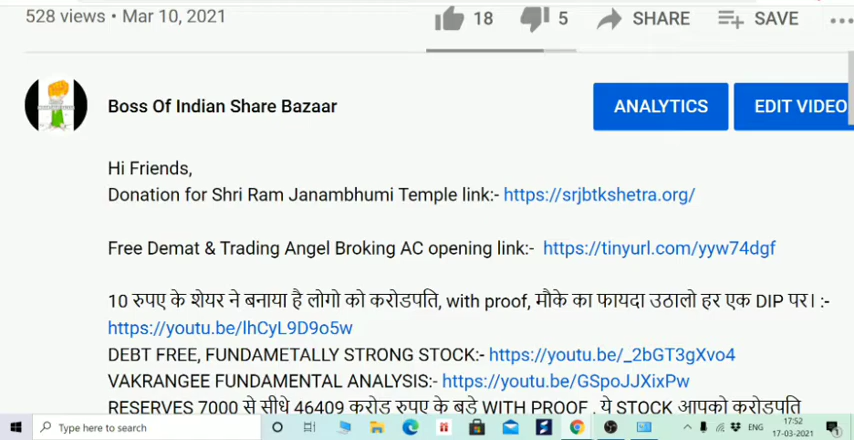 528 views • Mar 10, 2021
18
5
SHARE
SAVE
Boss Of Indian Share Bazaar
ANALYTICS
EDIT VIDEO
Hi Friends,
Donation for Shri Ram Janambhumi Temple link:- https://srjbtkshetra.org/
Free Demat & Trading Angel Broking AC opening link:- https://tinyurl.com/yyw74dgf
10 रुपए के शेयर ने बनाया है लोगो को करोडपति, with proof, मौके का फायदा उठालो हर एक DIP पर। :-
https://youtu.be/lhCyL9D9o5w
DEBT FREE, FUNDAMETALLY STRONG STOCK:- https://youtu.be/_2bGT3gXvo4
VAKRANGEE FUNDAMENTAL ANALYSIS:- https://youtu.be/GSpoJJXixPw
RESERVES 7000 से सीधे 46409 करोड़ रुपए के बडे WITH PROOF , ये STOCK आपको करोडपति
Type here to search
ENG
17:52
17-03-2021